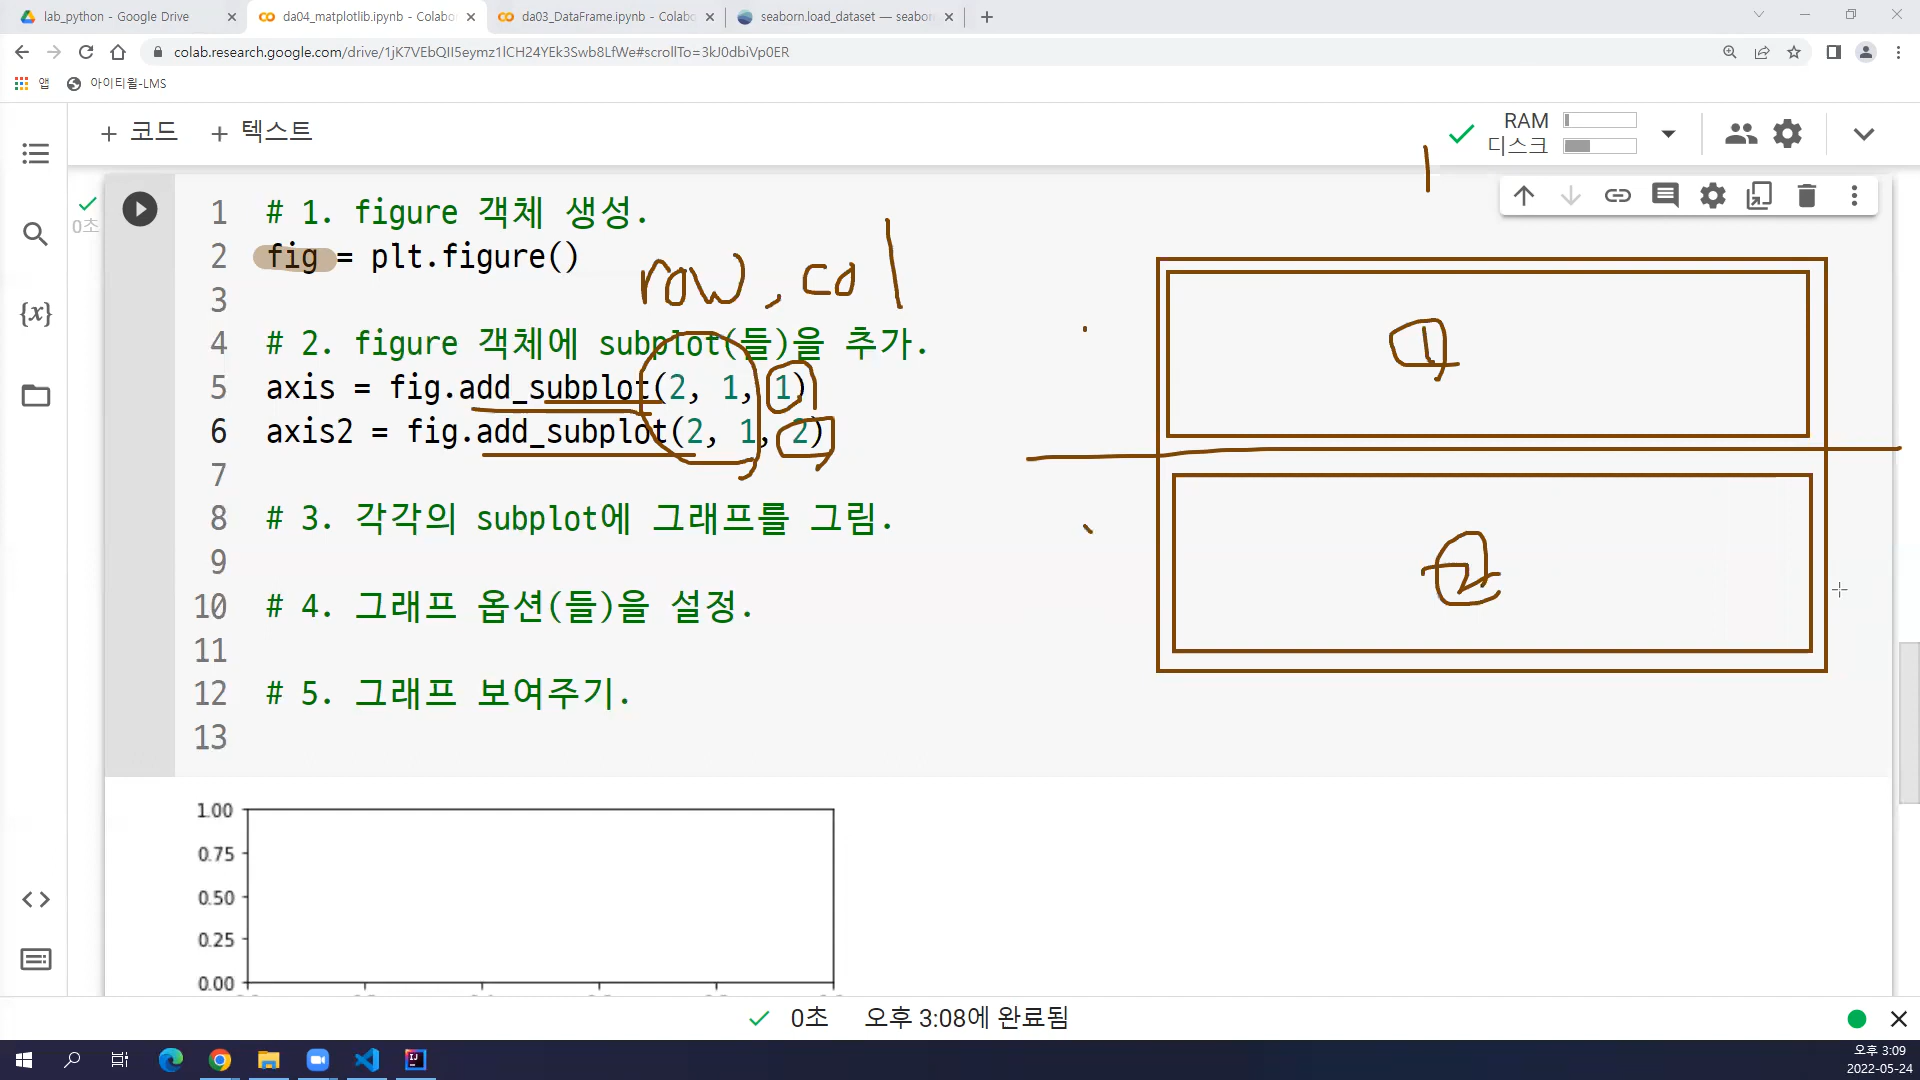 lab_python - Google Drive
da04_matplotlib.ipynb - Colabor
da03_DataFrame.ipynb - Colabo
seaborn.load_dataset — seabor
colab.research.google.com/drive/1jK7VEbQII5eymz1lCH24YEk3Swb8LfWe#scrollTo=3kJ0dbiVp0ER
앱
아이티윌-LMS
+ 코드
+ 텍스트
RAM
디스크
0초
1 # 1. figure 객체 생성.
2 fig = plt.figure()
row, col
3
4 # 2. figure 객체에 subplot(들)을 추가.
5 axis = fig.add_subplot(2, 1, 1)
6 axis2 = fig.add_subplot(2, 1, 2)
7
8 # 3. 각각의 subplot에 그래프를 그림.
9
10 # 4. 그래프 옵션(들)을 설정.
11
12 # 5. 그래프 보여주기.
13
1
2
{x}
1.00
0.75
0.50
0.25
0.00
0초 오후 3:08에 완료됨
오후 3:09
2022-05-24